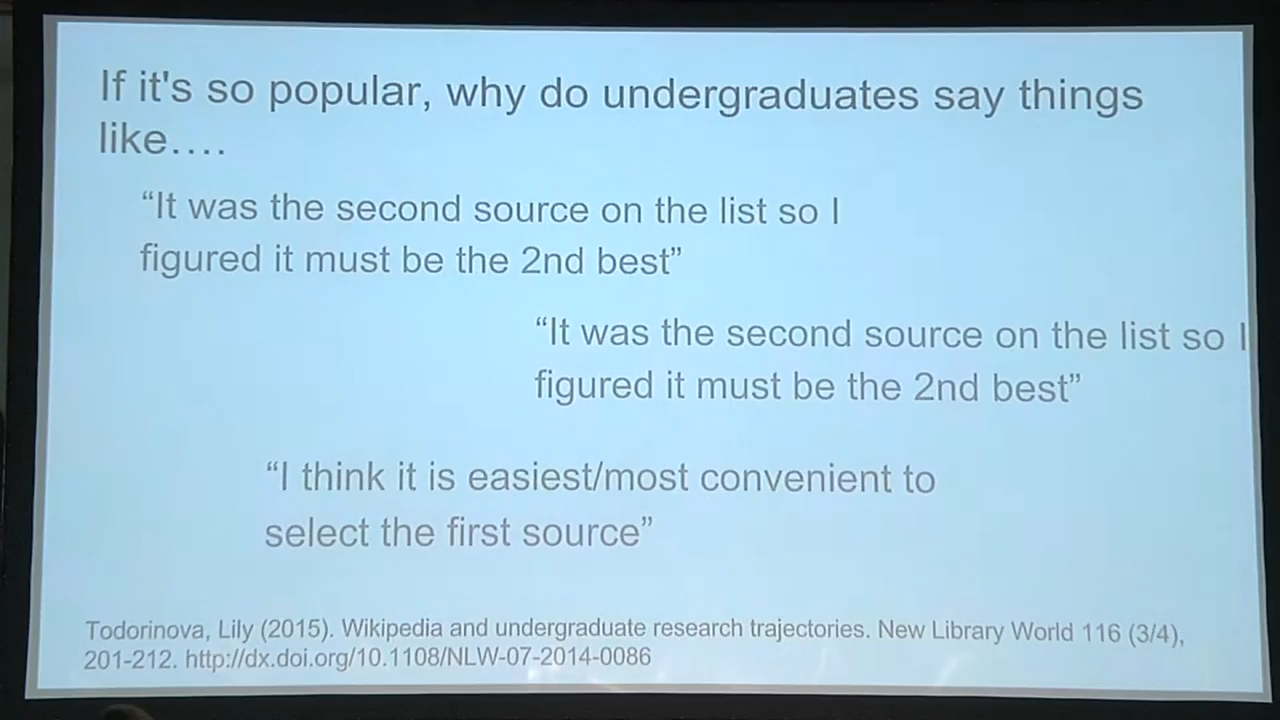 If it's so popular, why do undergraduates say things
like....
“It was the second source on the list so I
figured it must be the 2nd best”
“It was the second source on the list so I
figured it must be the 2nd best”
“I think it is easiest/most convenient to
select the first source”
Todorinova, Lily (2015). Wikipedia and undergraduate research trajectories. New Library World 116 (3/4),
201-212. http://dx.doi.org/10.1108/NLW-07-2014-0086